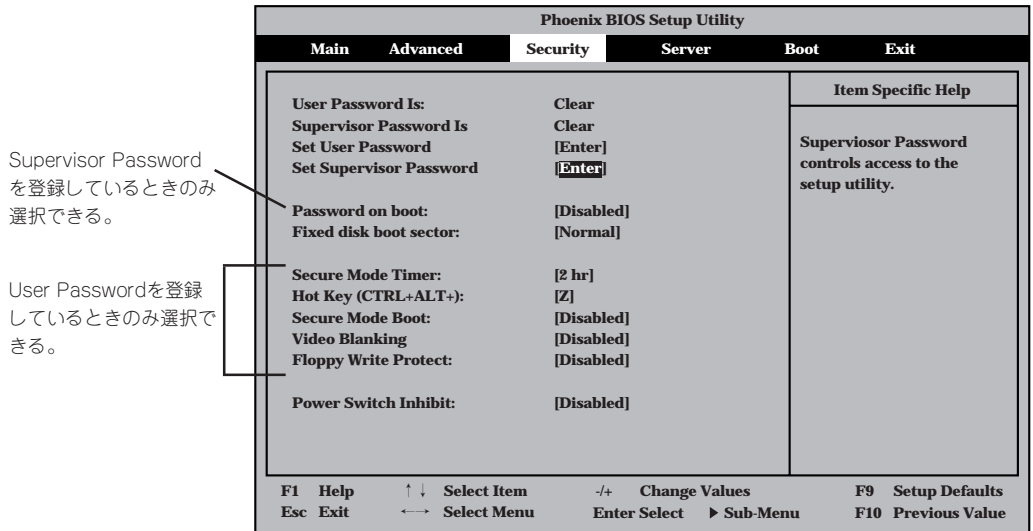 Phoenix BIOS Setup Utility
Main Advanced Security Server Boot Exit
Item Specific Help
User Password Is: Clear
Supervisor Password Is Clear
Set User Password [Enter]
Set Supervisor Password [Enter]
Password on boot: [Disabled]
Fixed disk boot sector: [Normal]
Secure Mode Timer: [2 hr]
Hot Key (CTRL+ALT+): [Z]
Secure Mode Boot: [Disabled]
Video Blanking [Disabled]
Floppy Write Protect: [Disabled]
Power Switch Inhibit: [Disabled]
Superviosor Password
controls access to the
setup utility.
Supervisor Password
を登録しているときのみ
選択できる。
User Passwordを登録
しているときのみ選択で
きる。
F1 Help ↑↓ Select Item -/+ Change Values F9 Setup Defaults
Esc Exit ←→ Select Menu Enter Select ▶ Sub-Menu F10 Previous Value